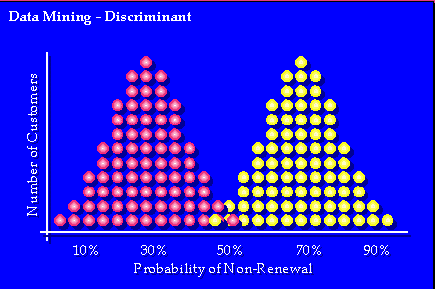 Data Mining - Discriminant
Number of Customers
10% 30% 50% 70% 90%
Probability of Non-Renewal